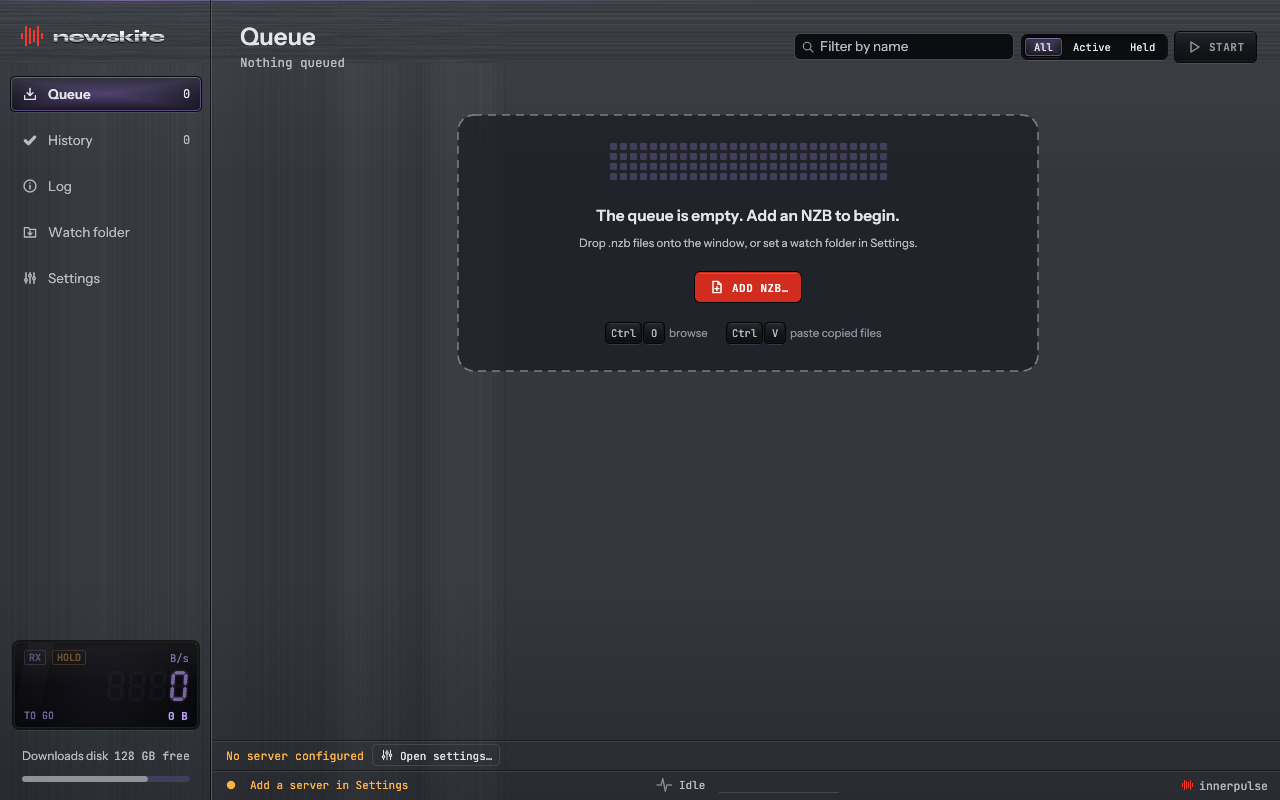 newskite
Queue 0
History 0
Log
Watch folder
Settings
RX HOLD B/s
0
TO GO 0 B
Downloads disk 128 GB free
Queue
Nothing queued
Filter by name
All Active Held
START
The queue is empty. Add an NZB to begin.
Drop .nzb files onto the window, or set a watch folder in Settings.
ADD NZB…
Ctrl O browse Ctrl V paste copied files
No server configured Open settings…
Add a server in Settings
Idle
innerpulse